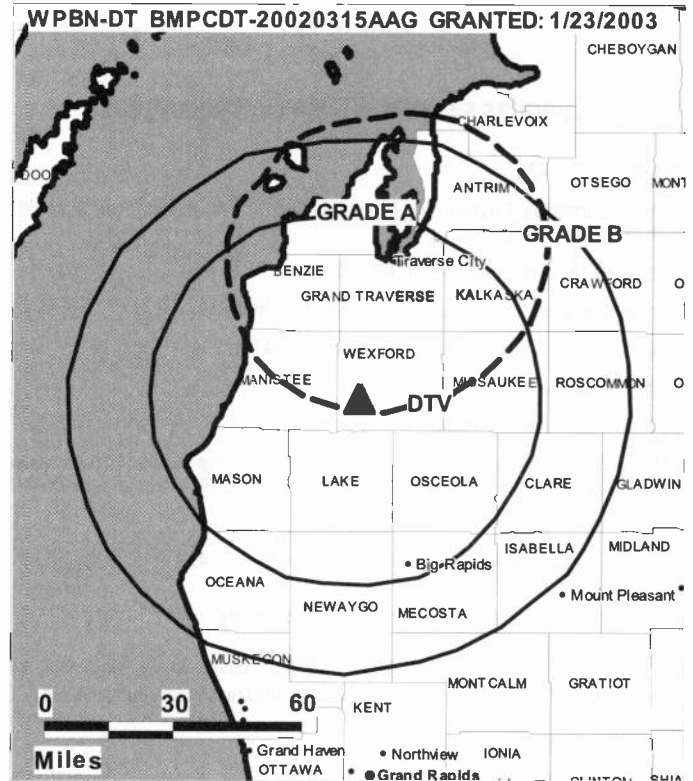 WPBN-DT BMPCDT-20020315AAG GRANTED: 1/23/2003
CHEBOYGAN
CHARLEVOIX
DOO
ANTRIM
OTSEGO
MONT
GRADE A
GRADE B
Traverse City
BENZIE
GRAND TRAVERSE
KALKASKA
CRAWFORD
O
WEXFORD
MANISTEE
MISSAUKEE
ROSCOMMON
O
DTV
MASON
LAKE
OSCEOLA
CLARE
GLADWIN
ISABELLA
MIDLAND
Big Rapids
OCEANA
NEWAYGO
MECOSTA
Mount Pleasant
MUSKEGON
MONTCALM
GRATIOT
0 30 60
KENT
Miles
Grand Haven
Northview
IONIA
OTTAWA
Grand Rapids
CLINTON
SHIA